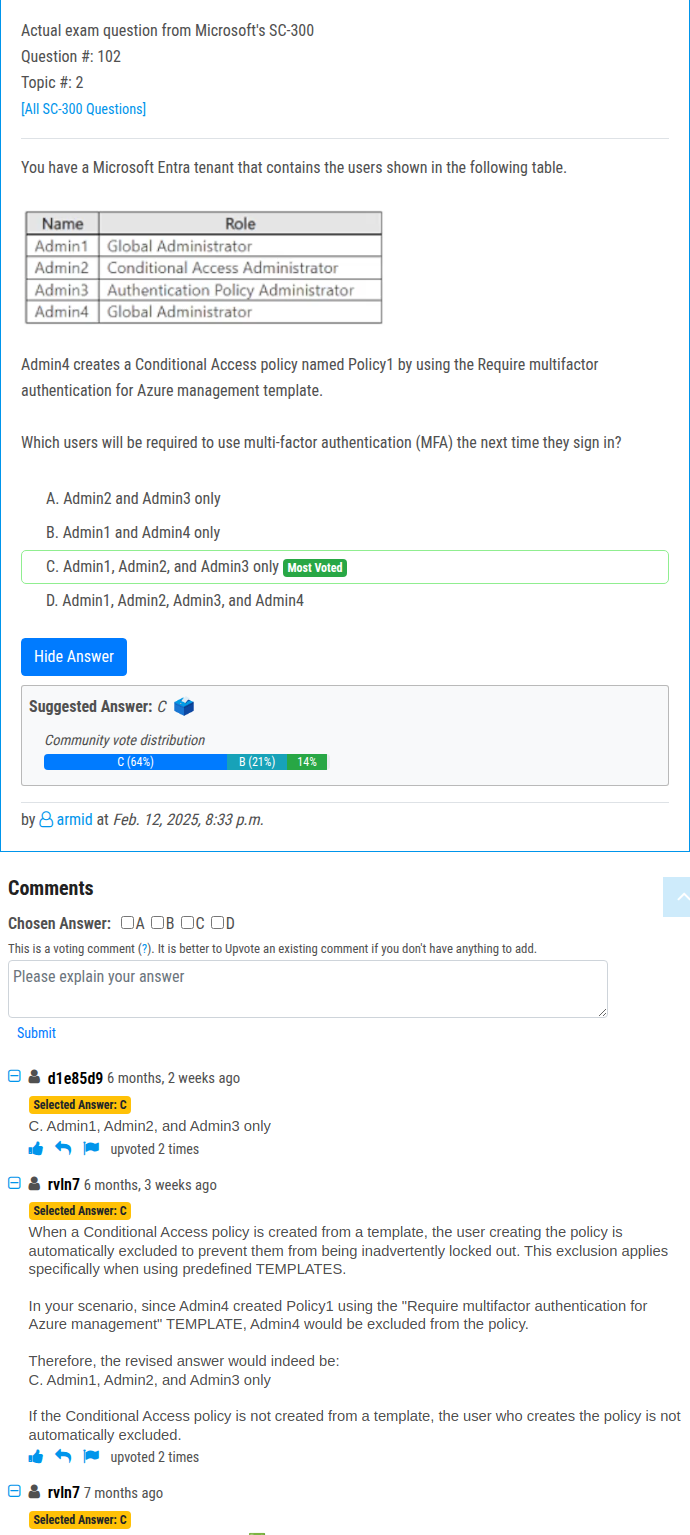 Actual exam question from Microsoft's SC-300
Question #: 102
Topic #: 2
[All SC-300 Questions]
You have a Microsoft Entra tenant that contains the users shown in the following table.
Name Role
Admin1 Global Administrator
Admin2 Conditional Access Administrator
Admin3 Authentication Policy Administrator
Admin4 Global Administrator
Admin4 creates a Conditional Access policy named Policy1 by using the Require multifactor
authentication for Azure management template.
Which users will be required to use multi-factor authentication (MFA) the next time they sign in?
A. Admin2 and Admin3 only
B. Admin1 and Admin4 only
C. Admin1, Admin2, and Admin3 only Most Voted
D. Admin1, Admin2, Admin3, and Admin4
Hide Answer
Suggested Answer: C
Community vote distribution
C (64%) B (21%) 14%
by armid at Feb. 12, 2025, 8:33 p.m.
Comments
Chosen Answer: A B C D
This is a voting comment (?). It is better to Upvote an existing comment if you don't have anything to add.
Please explain your answer
Submit
d1e85d9 6 months, 2 weeks ago
Selected Answer: C
C. Admin1, Admin2, and Admin3 only
upvoted 2 times
rvln7 6 months, 3 weeks ago
Selected Answer: C
When a Conditional Access policy is created from a template, the user creating the policy is
automatically excluded to prevent them from being inadvertently locked out. This exclusion applies
specifically when using predefined TEMPLATES.
In your scenario, since Admin4 created Policy1 using the "Require multifactor authentication for
Azure management" TEMPLATE, Admin4 would be excluded from the policy.
Therefore, the revised answer would indeed be:
C. Admin1, Admin2, and Admin3 only
If the Conditional Access policy is not created from a template, the user who creates the policy is not
automatically excluded.
upvoted 2 times
rvln7 7 months ago
Selected Answer: C